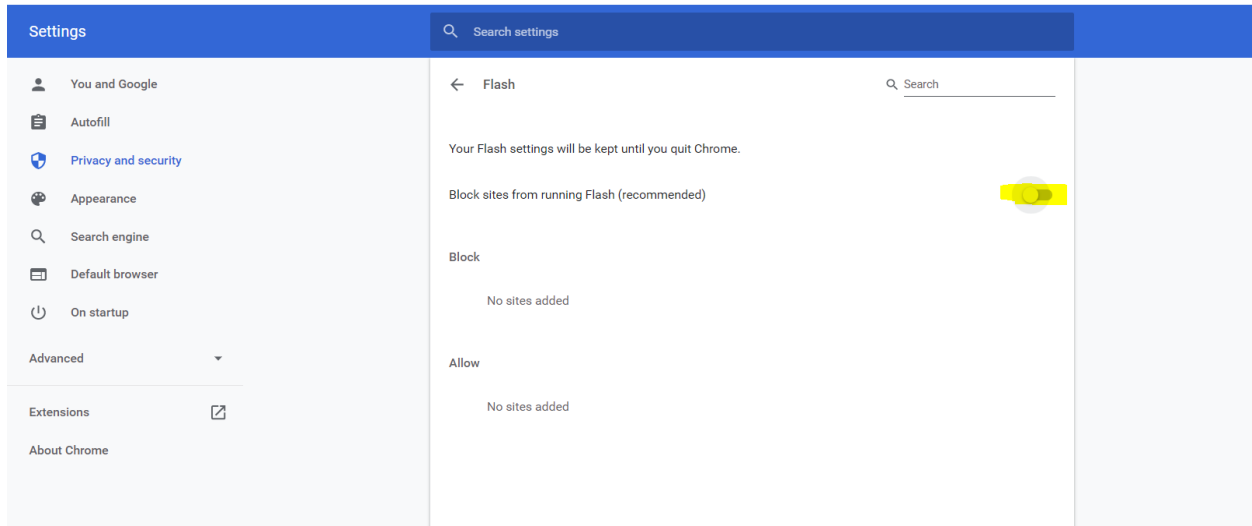 Settings
Search settings
You and Google
Autofill
Privacy and security
Appearance
Search engine
Default browser
On startup
Advanced
Extensions
About Chrome
Flash
Search
Your Flash settings will be kept until you quit Chrome.
Block sites from running Flash (recommended)
Block
No sites added
Allow
No sites added